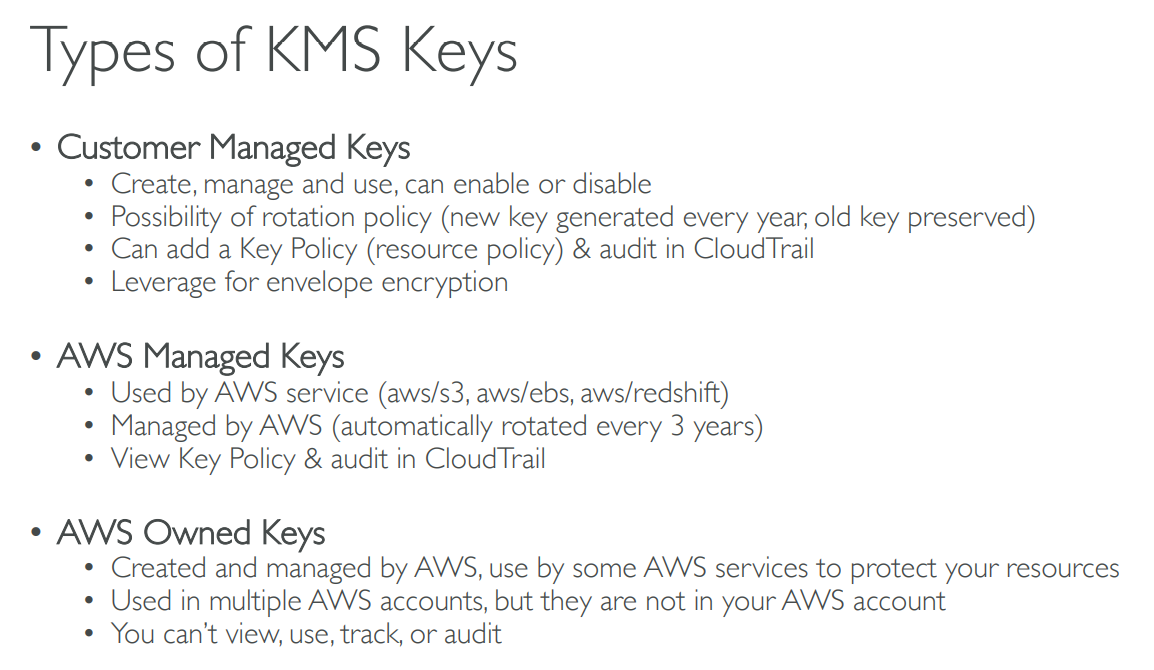 Types of KMS Keys
• Customer Managed Keys
• Create, manage and use, can enable or disable
• Possibility of rotation policy (new key generated every year, old key preserved)
• Can add a Key Policy (resource policy) & audit in CloudTrail
• Leverage for envelope encryption
• AWS Managed Keys
• Used by AWS service (aws/s3, aws/ebs, aws/redshift)
• Managed by AWS (automatically rotated every 3 years)
• View Key Policy & audit in CloudTrail
• AWS Owned Keys
• Created and managed by AWS, use by some AWS services to protect your resources
• Used in multiple AWS accounts, but they are not in your AWS account
• You can’t view, use, track, or audit